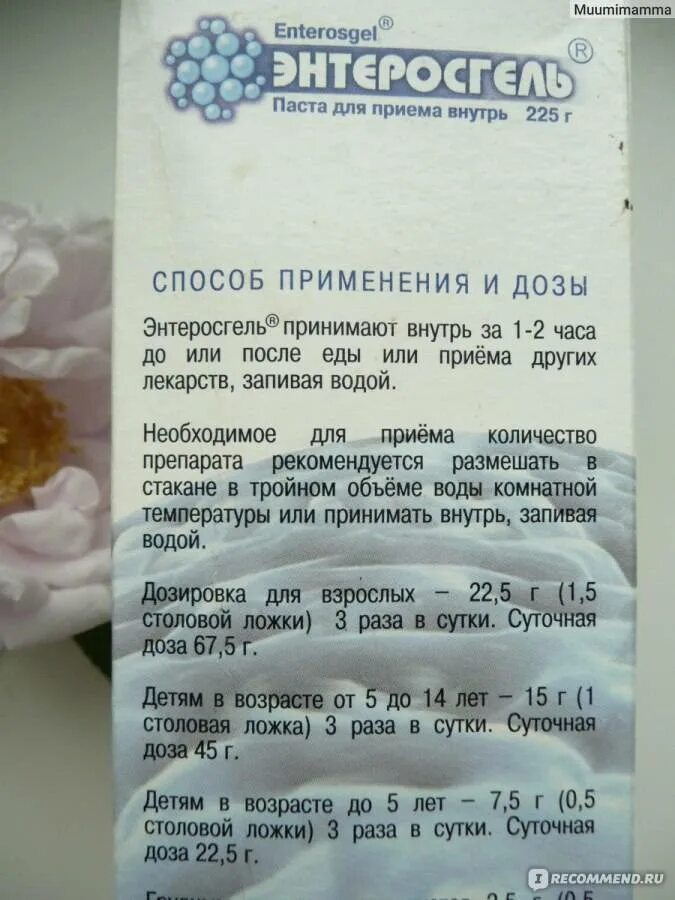 Muumimamma
Enterosgel®
ЭНТЕРОСГЕЛЬ®
Паста для приема внутрь 225 г
СПОСОБ ПРИМЕНЕНИЯ И ДОЗЫ
Энтеросгель® принимают внутрь за 1-2 часа
до или после еды или приёма других
лекарств, запивая водой.
Необходимое для приёма количество
препарата рекомендуется размешать в
стакане в тройном объёме воды комнатной
температуры или принимать внутрь, запивая
водой.
Дозировка для взрослых – 22,5 г (1,5
столовой ложки) 3 раза в сутки. Суточная
доза 67,5 г.
Детям в возрасте от 5 до 14 лет – 15 г (1
столовая ложка) 3 раза в сутки. Суточная
доза 45 г.
Детям в возрасте до 5 лет – 7,5 г (0,5
столовой ложки) 3 раза в сутки. Суточная
доза 22,5 г.
2,5 г (0,5
IRECOMMEND.RU